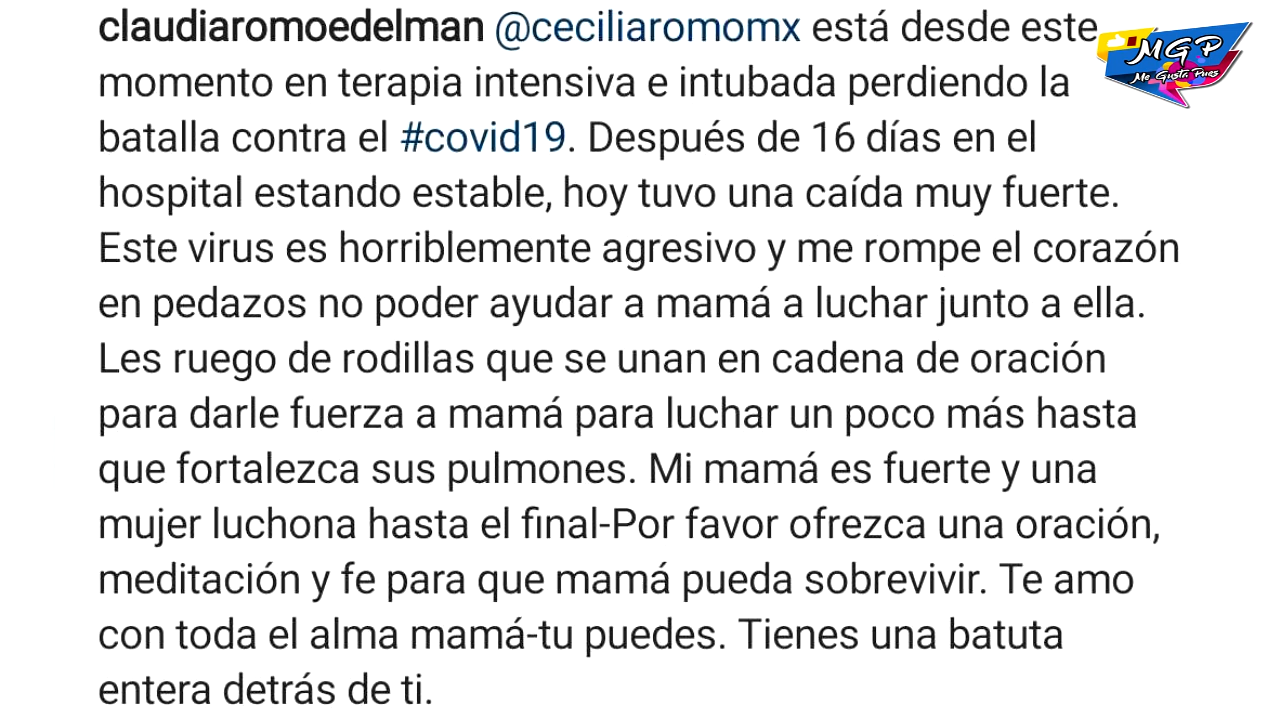 claudiaromoedelman @ceciliaromomx está desde este
momento en terapia intensiva e intubada perdiendo la
batalla contra el #covid19. Después de 16 días en el
hospital estando estable, hoy tuvo una caída muy fuerte.
Este virus es horriblemente agresivo y me rompe el corazón
en pedazos no poder ayudar a mamá a luchar junto a ella.
Les ruego de rodillas que se unan en cadena de oración
para darle fuerza a mamá para luchar un poco más hasta
que fortalezca sus pulmones. Mi mamá es fuerte y una
mujer luchona hasta el final-Por favor ofrezca una oración,
meditación y fe para que mamá pueda sobrevivir. Te amo
con toda el alma mamá-tu puedes. Tienes una batuta
entera detrás de ti.
MGP
Me Gusta Pues